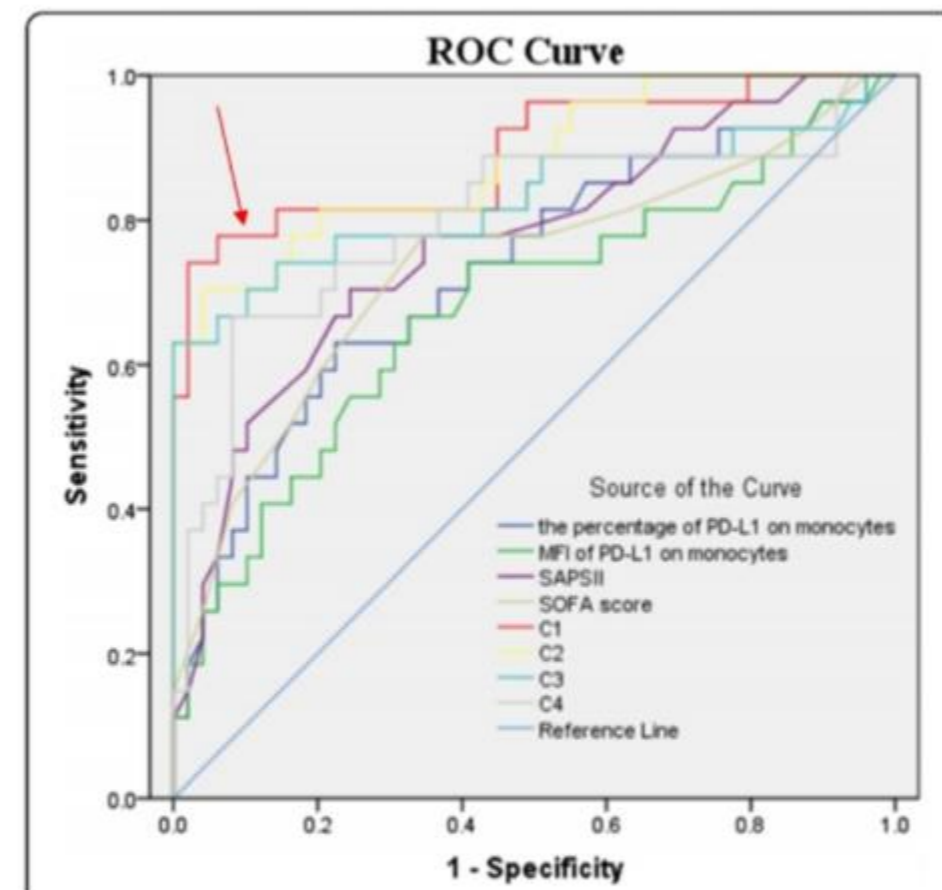 ROC Curve
1.0
0.8
0.6
0.4
0.2
0.0
Sensitivity
Source of the Curve
the percentage of PD-L1 on monocytes
MFI of PD-L1 on monocytes
SAPSII
SOFA score
C1
C2
C3
C4
Reference Line
0.0 0.2 0.4 0.6 0.8 1.0
1 - Specificity